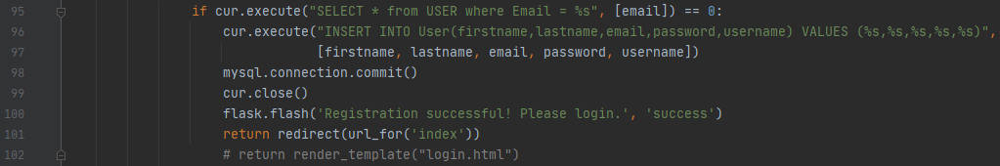 95 if cur.execute("SELECT * from USER where Email = %s", [email]) == 0:
96 cur.execute("INSERT INTO User(firstname,lastname,email,password,username) VALUES (%s,%s,%s,%s,%s)",
97 [firstname, lastname, email, password, username])
98 mysql.connection.commit()
99 cur.close()
100 flask.flash('Registration successful! Please login.', 'success')
101 return redirect(url_for('index'))
102 # return render_template("login.html")